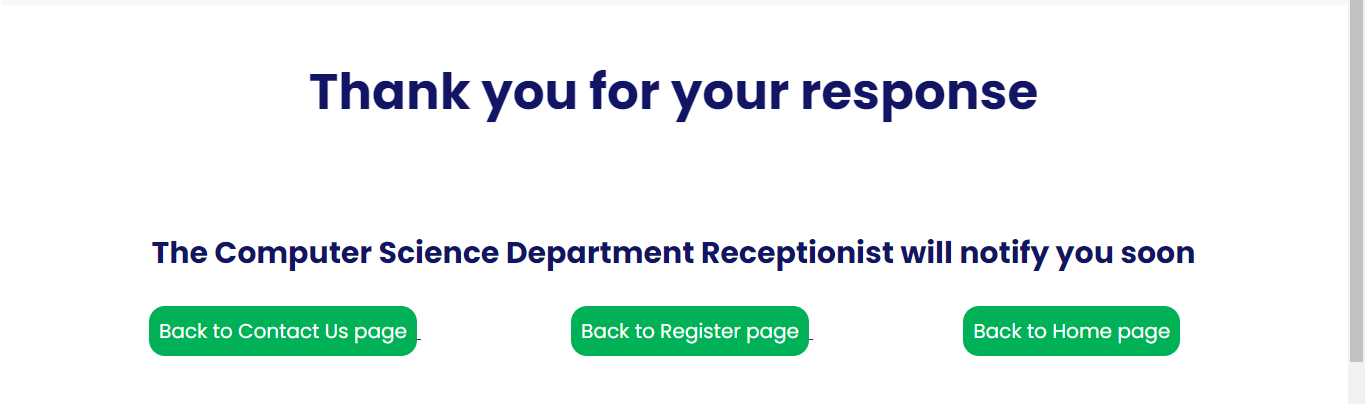 Thank you for your response
The Computer Science Department Receptionist will notify you soon
Back to Contact Us page
Back to Register page
Back to Home page